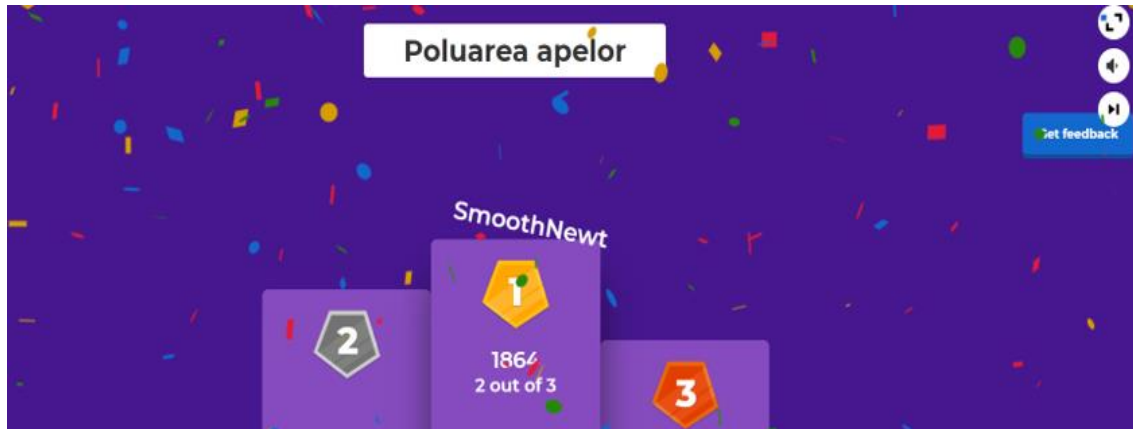 Poluarea apelor
Get feedback
SmoothNewt
1
2
1864
2 out of 3
3